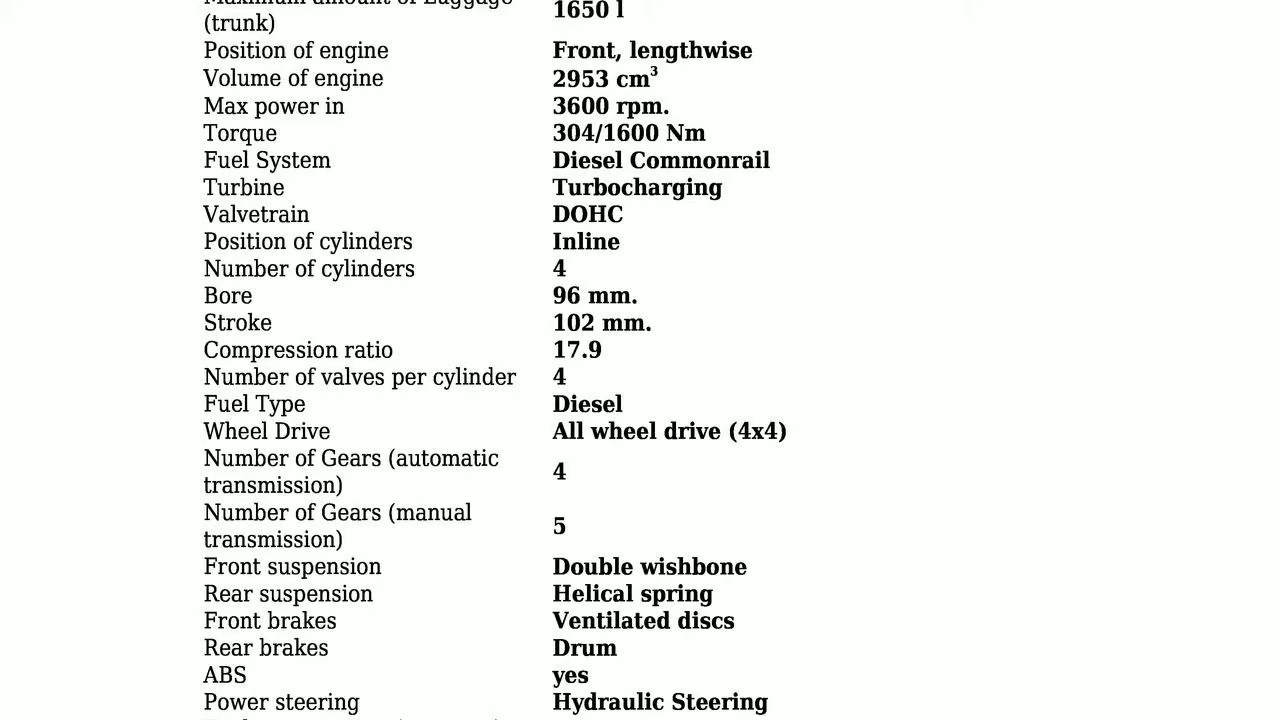 Maximum amount of Luggage
(trunk)
1650 l
Position of engine Front, lengthwise
Volume of engine 2953 cm³
Max power in 3600 rpm.
Torque 304/1600 Nm
Fuel System Diesel Commonrail
Turbine Turbocharging
Valvetrain DOHC
Position of cylinders Inline
Number of cylinders 4
Bore 96 mm.
Stroke 102 mm.
Compression ratio 17.9
Number of valves per cylinder 4
Fuel Type Diesel
Wheel Drive All wheel drive (4x4)
Number of Gears (automatic
transmission)
4
Number of Gears (manual
transmission)
5
Front suspension Double wishbone
Rear suspension Helical spring
Front brakes Ventilated discs
Rear brakes Drum
ABS yes
Power steering Hydraulic Steering